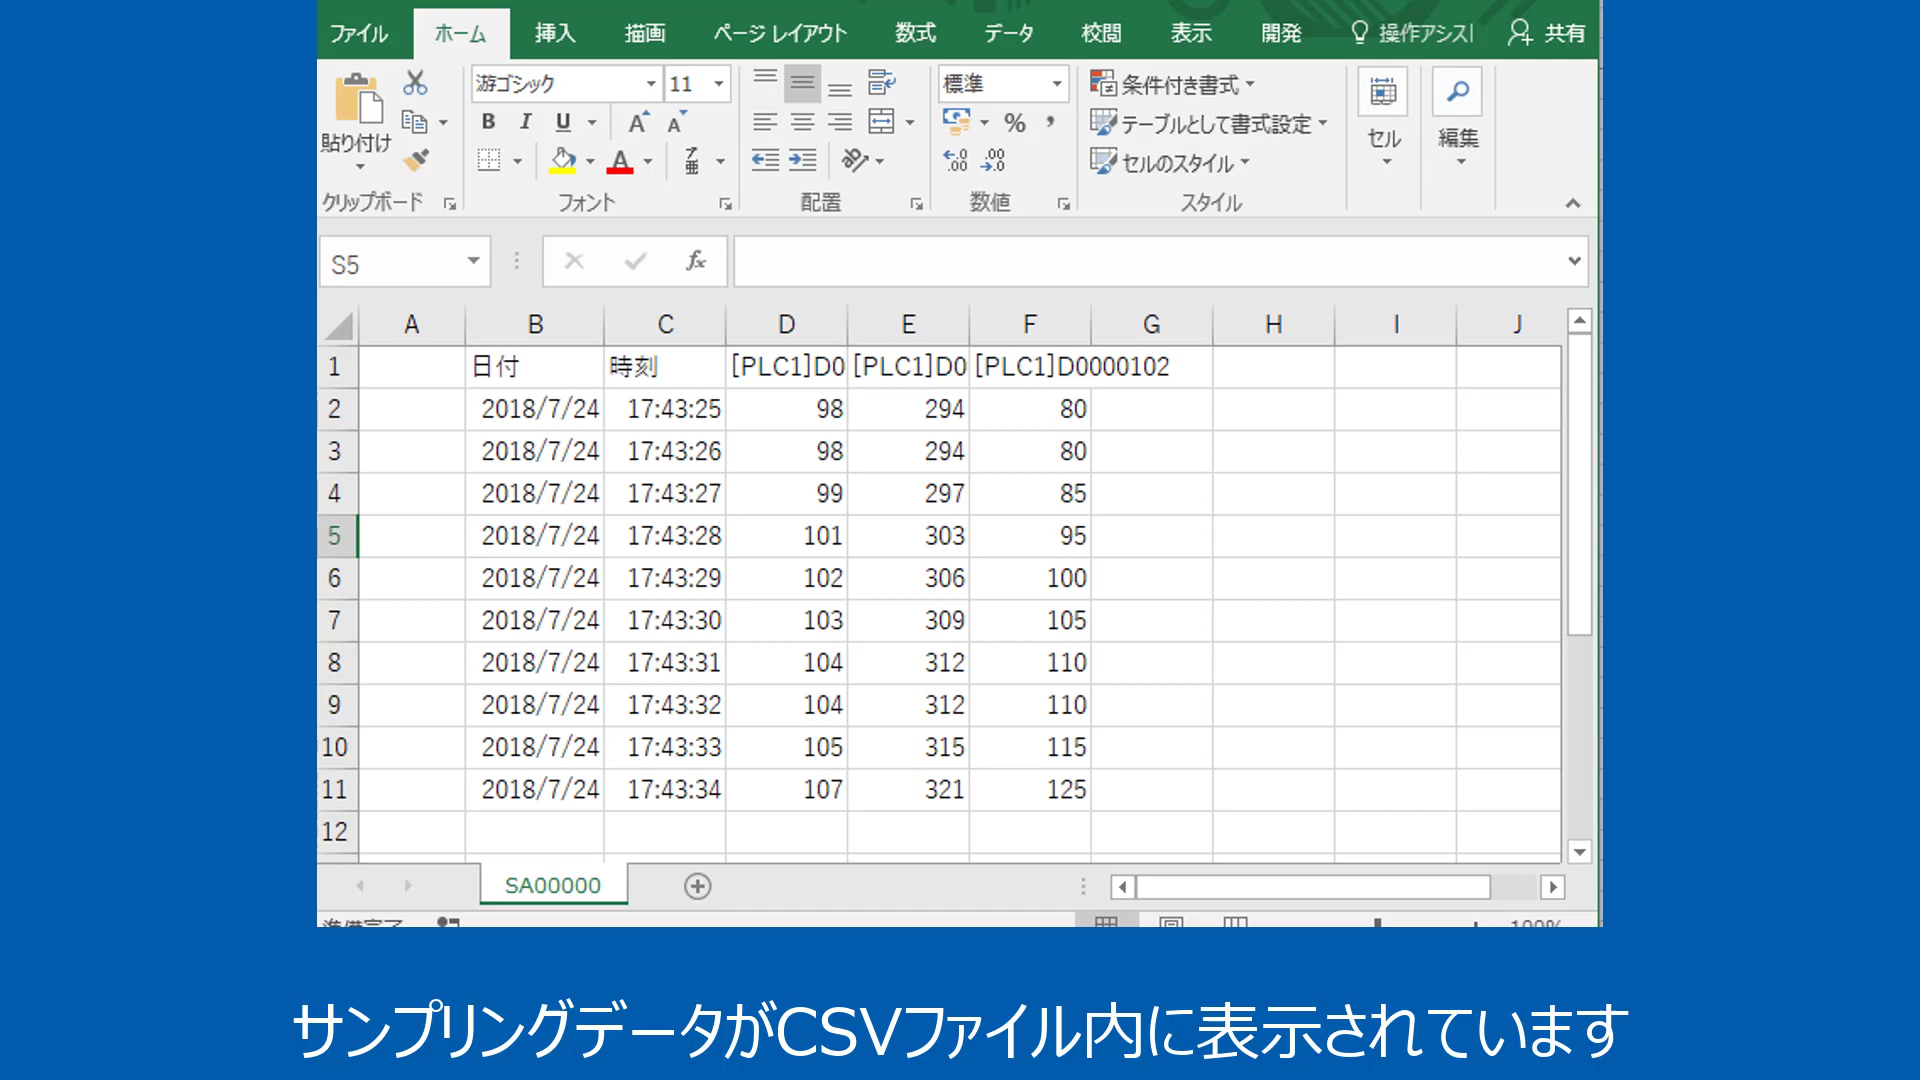 ファイル ホーム 挿入 描画 ページ レイアウト 数式 データ 校閲 表示 開発 操作アシスト 共有
游ゴシック 11 標準 条件付き書式
B I U A A % , テーブルとして書式設定 セル 編集
貼り付け A ア亜 .00 .00 セルのスタイル
クリップボード フォント 配置 数値 スタイル
S5 fx
A B C D E F G H I J
1 日付 時刻 [PLC1]D0 [PLC1]D0 [PLC1]D0000102
2 2018/7/24 17:43:25 98 294 80
3 2018/7/24 17:43:26 98 294 80
4 2018/7/24 17:43:27 99 297 85
5 2018/7/24 17:43:28 101 303 95
6 2018/7/24 17:43:29 102 306 100
7 2018/7/24 17:43:30 103 309 105
8 2018/7/24 17:43:31 104 312 110
9 2018/7/24 17:43:32 104 312 110
10 2018/7/24 17:43:33 105 315 115
11 2018/7/24 17:43:34 107 321 125
12
SA00000
準備完了 100%
サンプリングデータがCSVファイル内に表示されています